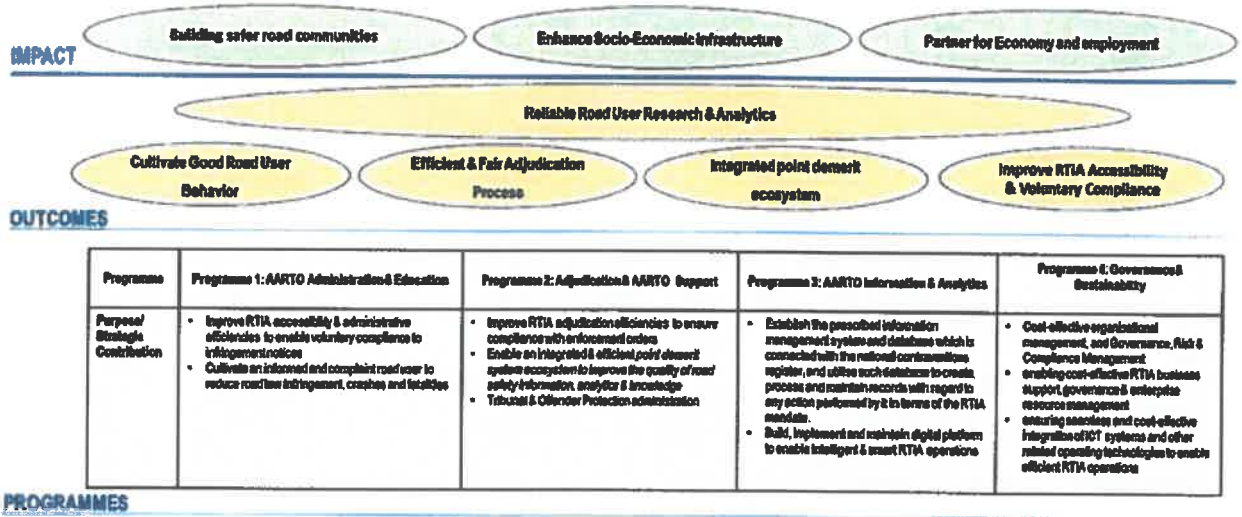 Building safer road communities
Enhance Socio-Economic Infrastructure
Partner for Economy and employment
IMPACT
Reliable Road User Research & Analytics
Cultivate Good Road User
Behavior
Efficient & Fair Adjudication
Process
Integrated point demerit
ecosystem
Improve RTIA Accessibility
& Voluntary Compliance
OUTCOMES
Programme
Programme 1: AARTO Administration & Education
Programme 2: Adjudication & AARTO Support
Programme 3: AARTO Information & Analytics
Programme : Governance &
Sustainability
Purpose/
Strategic
Contribution
• Improve RTIA accessibility & administrative
efficiencies to enable voluntary compliance to
infringement notices
• Cultivate an informed and complaint road user to
reduce road law infringement, crashes and fatalities
• Improve RTIA adjudication efficiencies to ensure
compliance with enforcement orders
• Enable an integrated & efficient point demerit
system ecosystem to improve the quality of road
safety information, analytics & knowledge
• Tribunal & Offender Protection administration
• Establish the prescribed information
management system and database which is
connected with the national contraventions
register, and utilise such database to create,
process and maintain records with regard to
any action performed by it in terms of the RTIA
mandate.
• Build, implement and maintain digital platform
to enable intelligent & smart RTIA operations
• Cost-effective organisational
management, and Governance, Risk &
Compliance Management
• enabling cost-effective RTIA business
support, governance & enterprise
resource management
• ensuring seamless and cost-effective
integration of ICT systems and other
related operating technologies to enable
efficient RTIA operations
PROGRAMMES